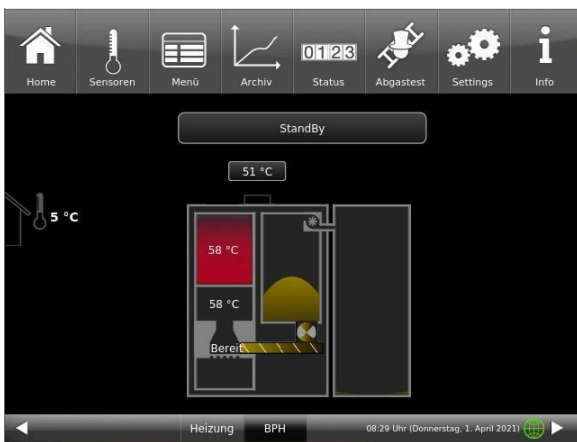 Home Sensoren Menü Archiv Status Abgastest Settings Info
0123
StandBy
51 °C
5 °C
58 °C
58 °C
Bereit
Heizung BPH 08:29 Uhr (Donnerstag, 1. April 2021)